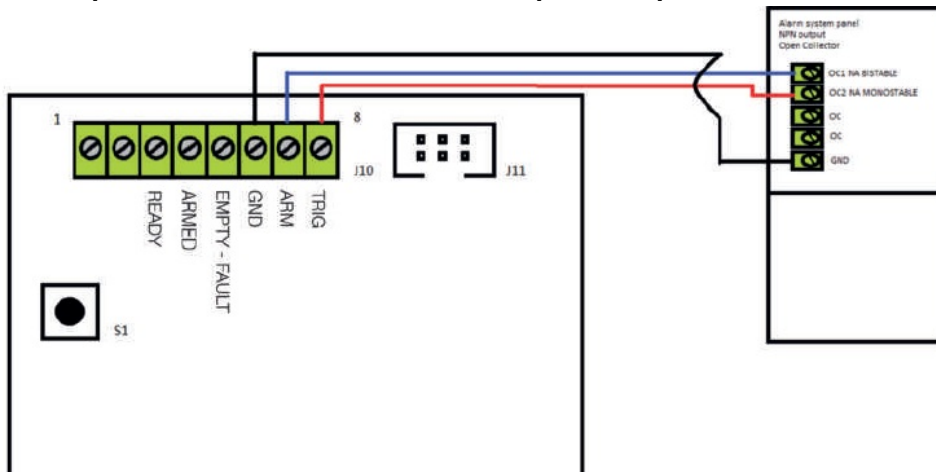 Alarm system panel
NPN output
Open Collector
OC1 NA BISTABLE
OC2 NA MONOSTABLE
OC
OC
GND
1
8
J10
J11
READY
ARMED
EMPTY - FAULT
GND
ARM
TRIG
S1